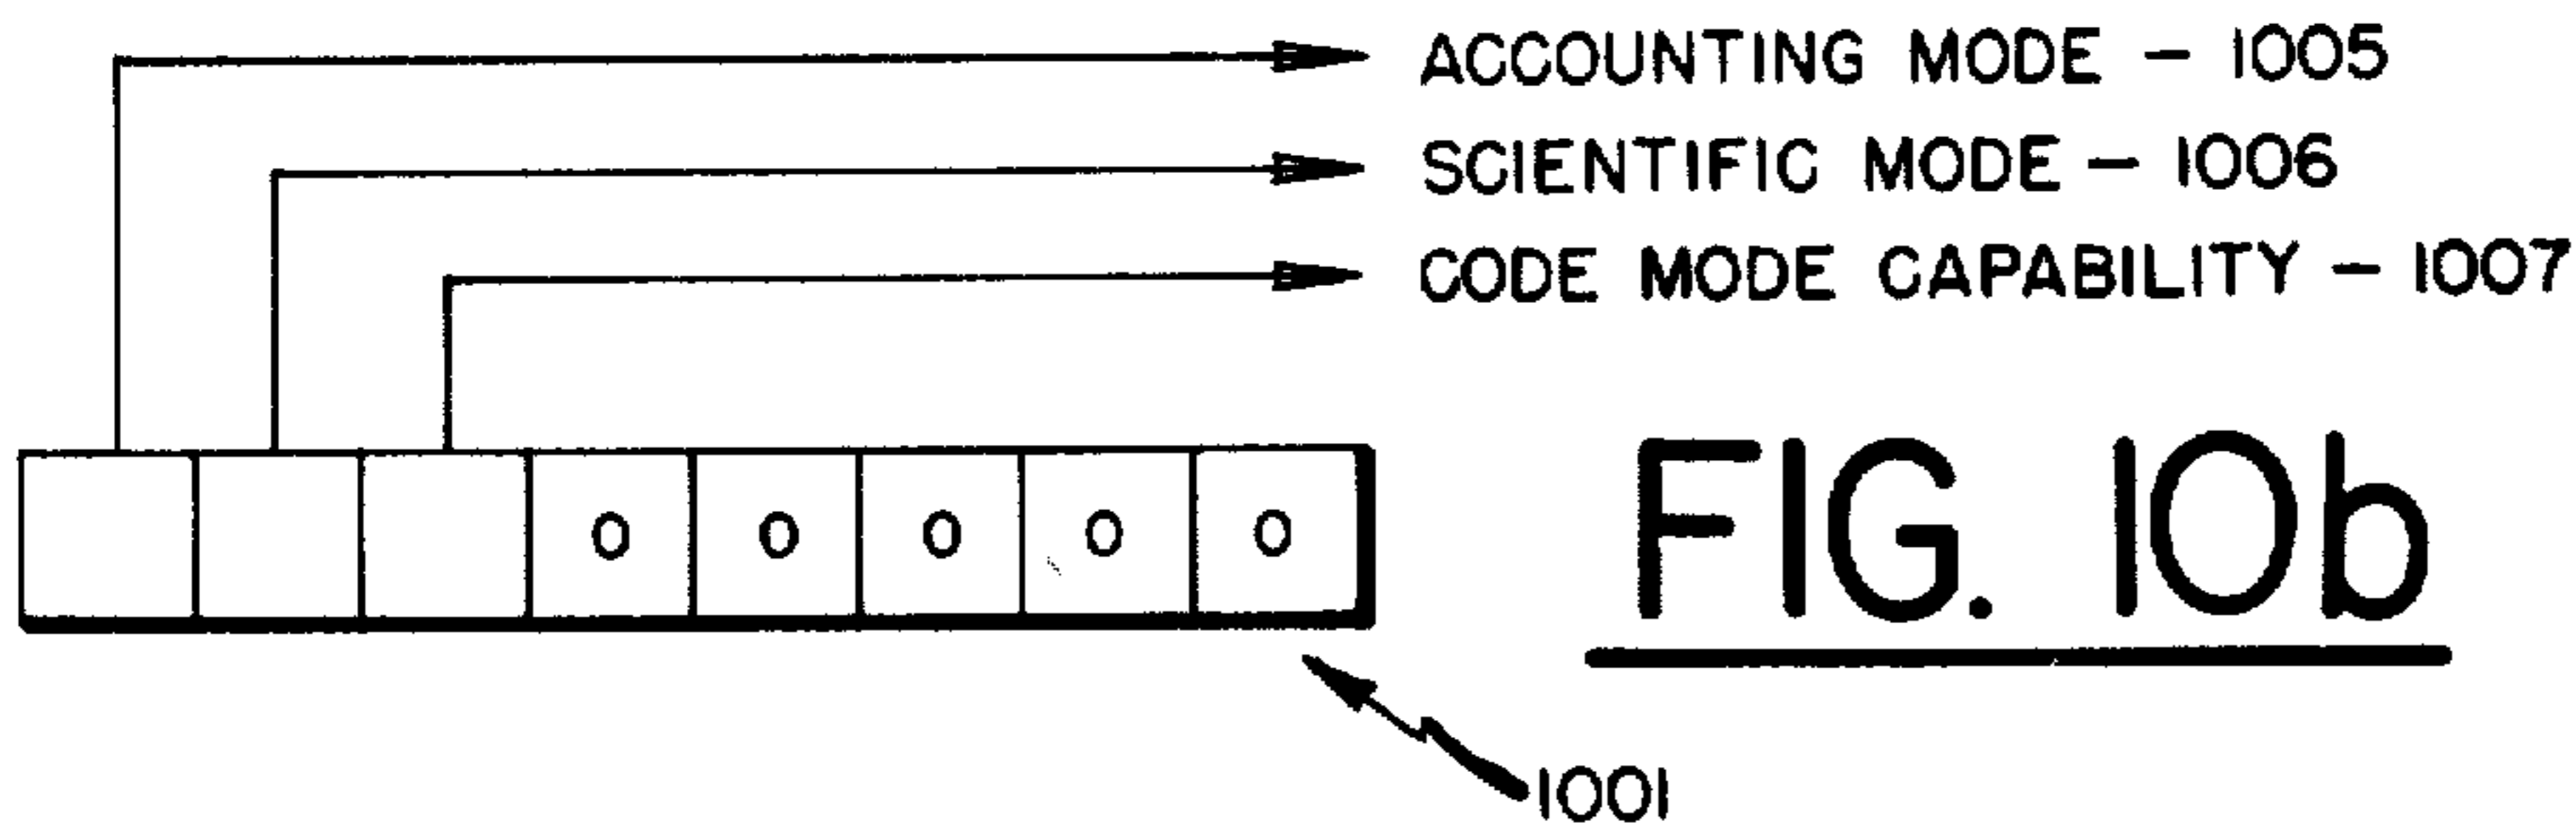 ACCOUNTING MODE – 1005
SCIENTIFIC MODE – 1006
CODE MODE CAPABILITY – 1007
0 0 0 0 0
FIG. 10b
1001